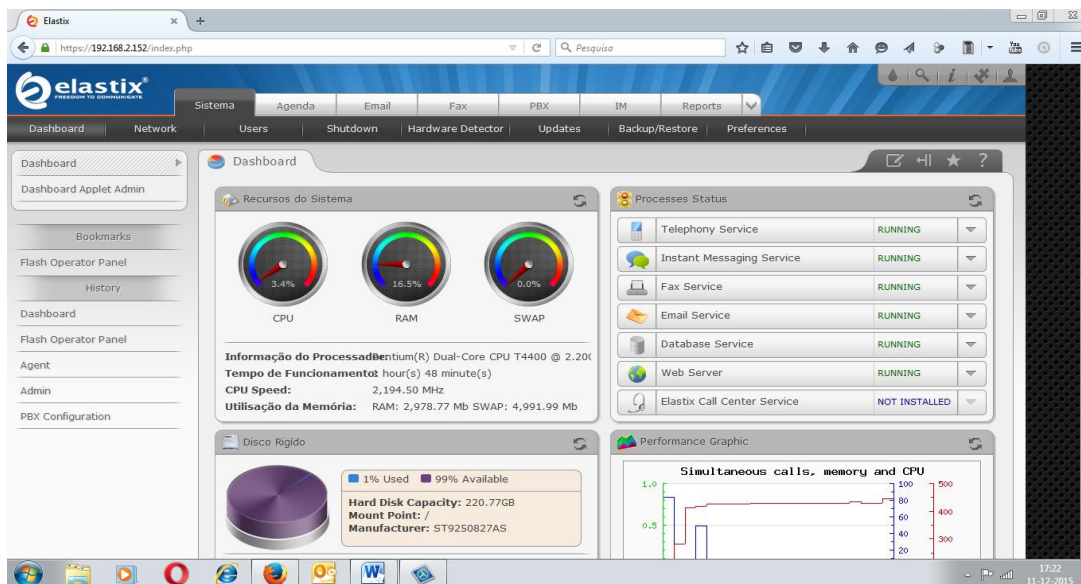 Elastix
https://192.168.2.152/index.php
Pesquisa
You Tube
elastix®
FREEDOM TO COMMUNICATE
Sistema Agenda Email Fax PBX IM Reports
Dashboard Network Users Shutdown Hardware Detector Updates Backup/Restore Preferences
Dashboard
Dashboard Applet Admin
Bookmarks
Flash Operator Panel
History
Dashboard
Flash Operator Panel
Agent
Admin
PBX Configuration
Dashboard
Recursos do Sistema
3.4% 16.5% 0.0%
CPU RAM SWAP
Informação do Processador: Pentium(R) Dual-Core CPU T4400 @ 2.20
Tempo de Funcionamento: hour(s) 48 minute(s)
CPU Speed: 2,194.50 MHz
Utilisação da Memória: RAM: 2,978.77 Mb SWAP: 4,991.99 Mb
Processes Status
Telephony Service RUNNING
Instant Messaging Service RUNNING
Fax Service RUNNING
Email Service RUNNING
Database Service RUNNING
Web Server RUNNING
Elastix Call Center Service NOT INSTALLED
Disco Rígido
1% Used 99% Available
Hard Disk Capacity: 220.77GB
Mount Point: /
Manufacturer: ST9250827AS
Performance Graphic
Simultaneous calls, memory and CPU
1.0 100 500
80
400
0.5 60
40 300
20
17:22
11-12-2015